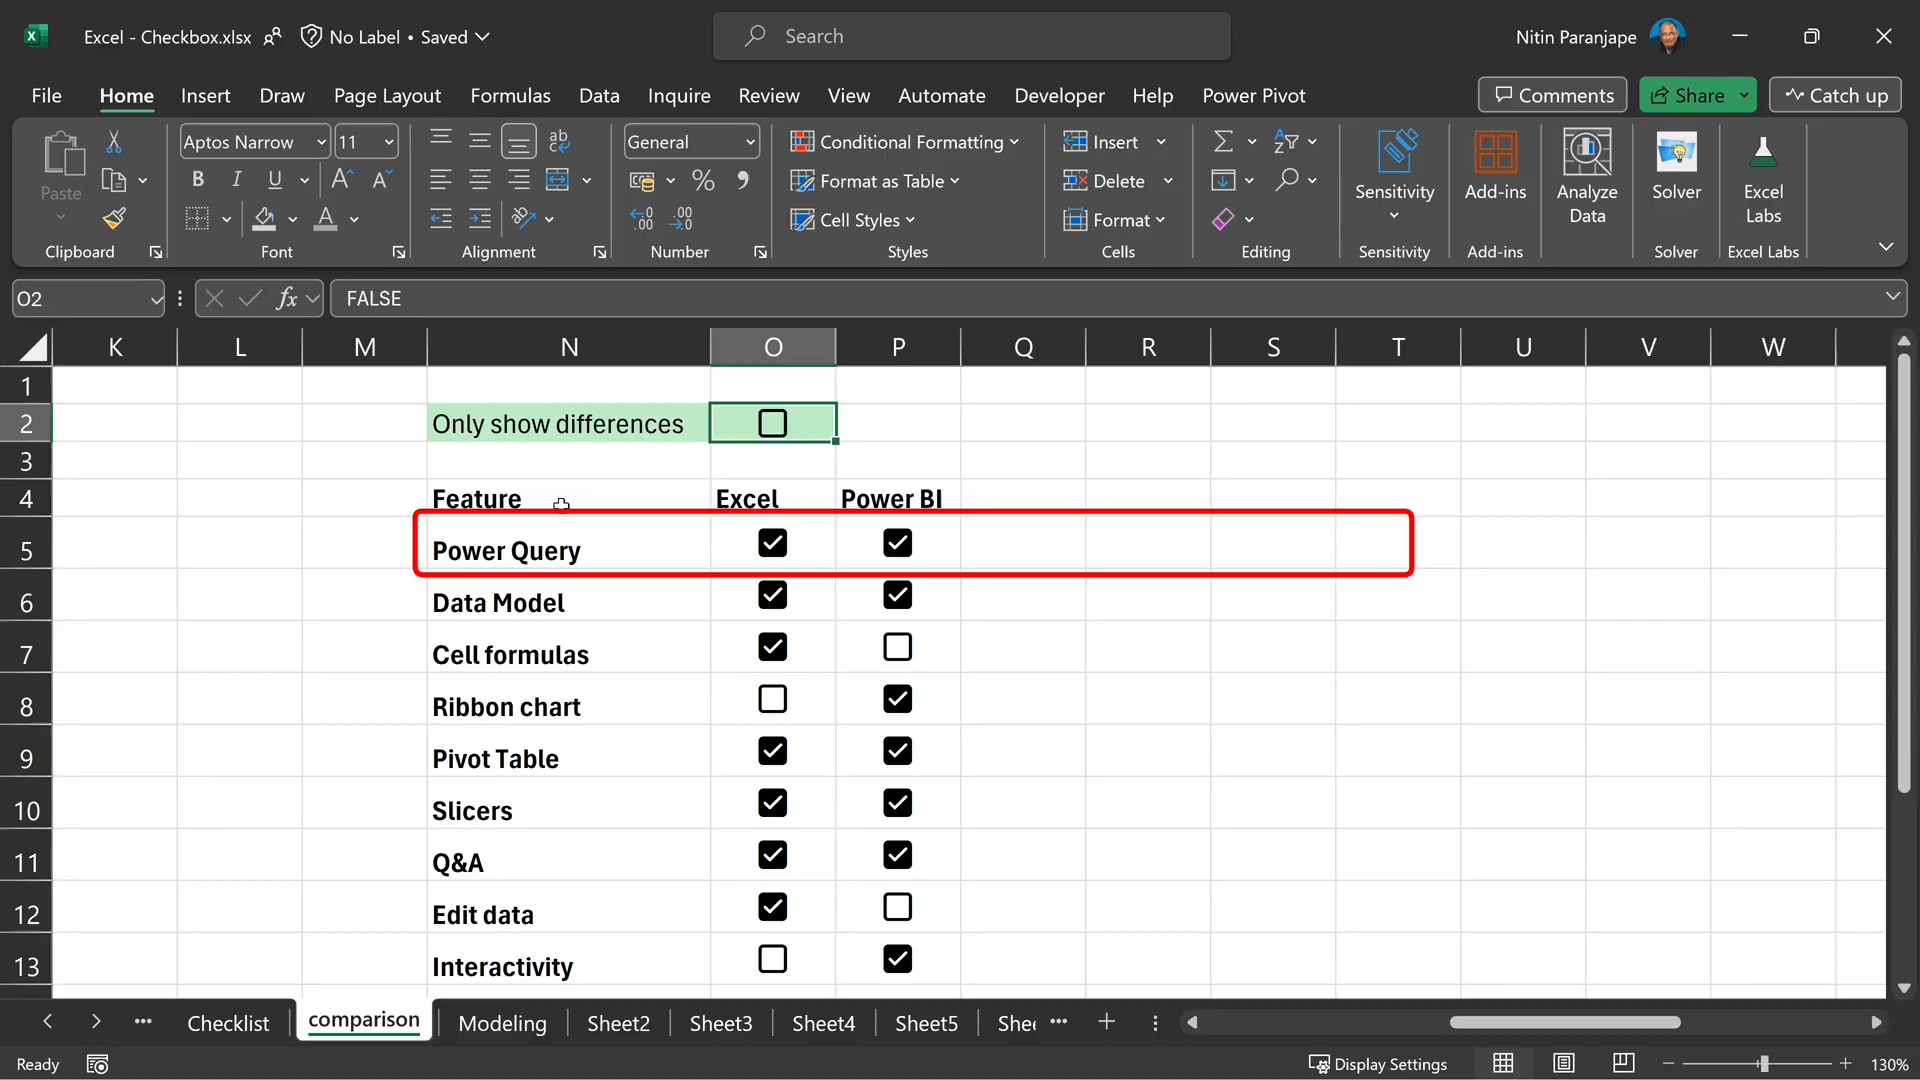 Excel - Checkbox.xlsx No Label • Saved Search Nitin Paranjape
File Home Insert Draw Page Layout Formulas Data Inquire Review View Automate Developer Help Power Pivot Comments Share Catch up
Paste
Clipboard
Aptos Narrow 11
B I U A A
A
Font
ab
Alignment
General
% 9
Number
Conditional Formatting
Format as Table
Cell Styles
Styles
Insert
Delete
Format
Cells
Editing
Sensitivity
Sensitivity
Add-ins
Add-ins
Analyze
Data
Solver
Solver
Excel
Labs
Excel Labs
O2 fx FALSE
K L M N O P Q R S T U V W
1
2 Only show differences
3
4 Feature Excel Power BI
5 Power Query
6 Data Model
7 Cell formulas
8 Ribbon chart
9 Pivot Table
10 Slicers
11 Q&A
12 Edit data
13 Interactivity
Checklist comparison Modeling Sheet2 Sheet3 Sheet4 Sheet5 Shee
Ready Display Settings 130%